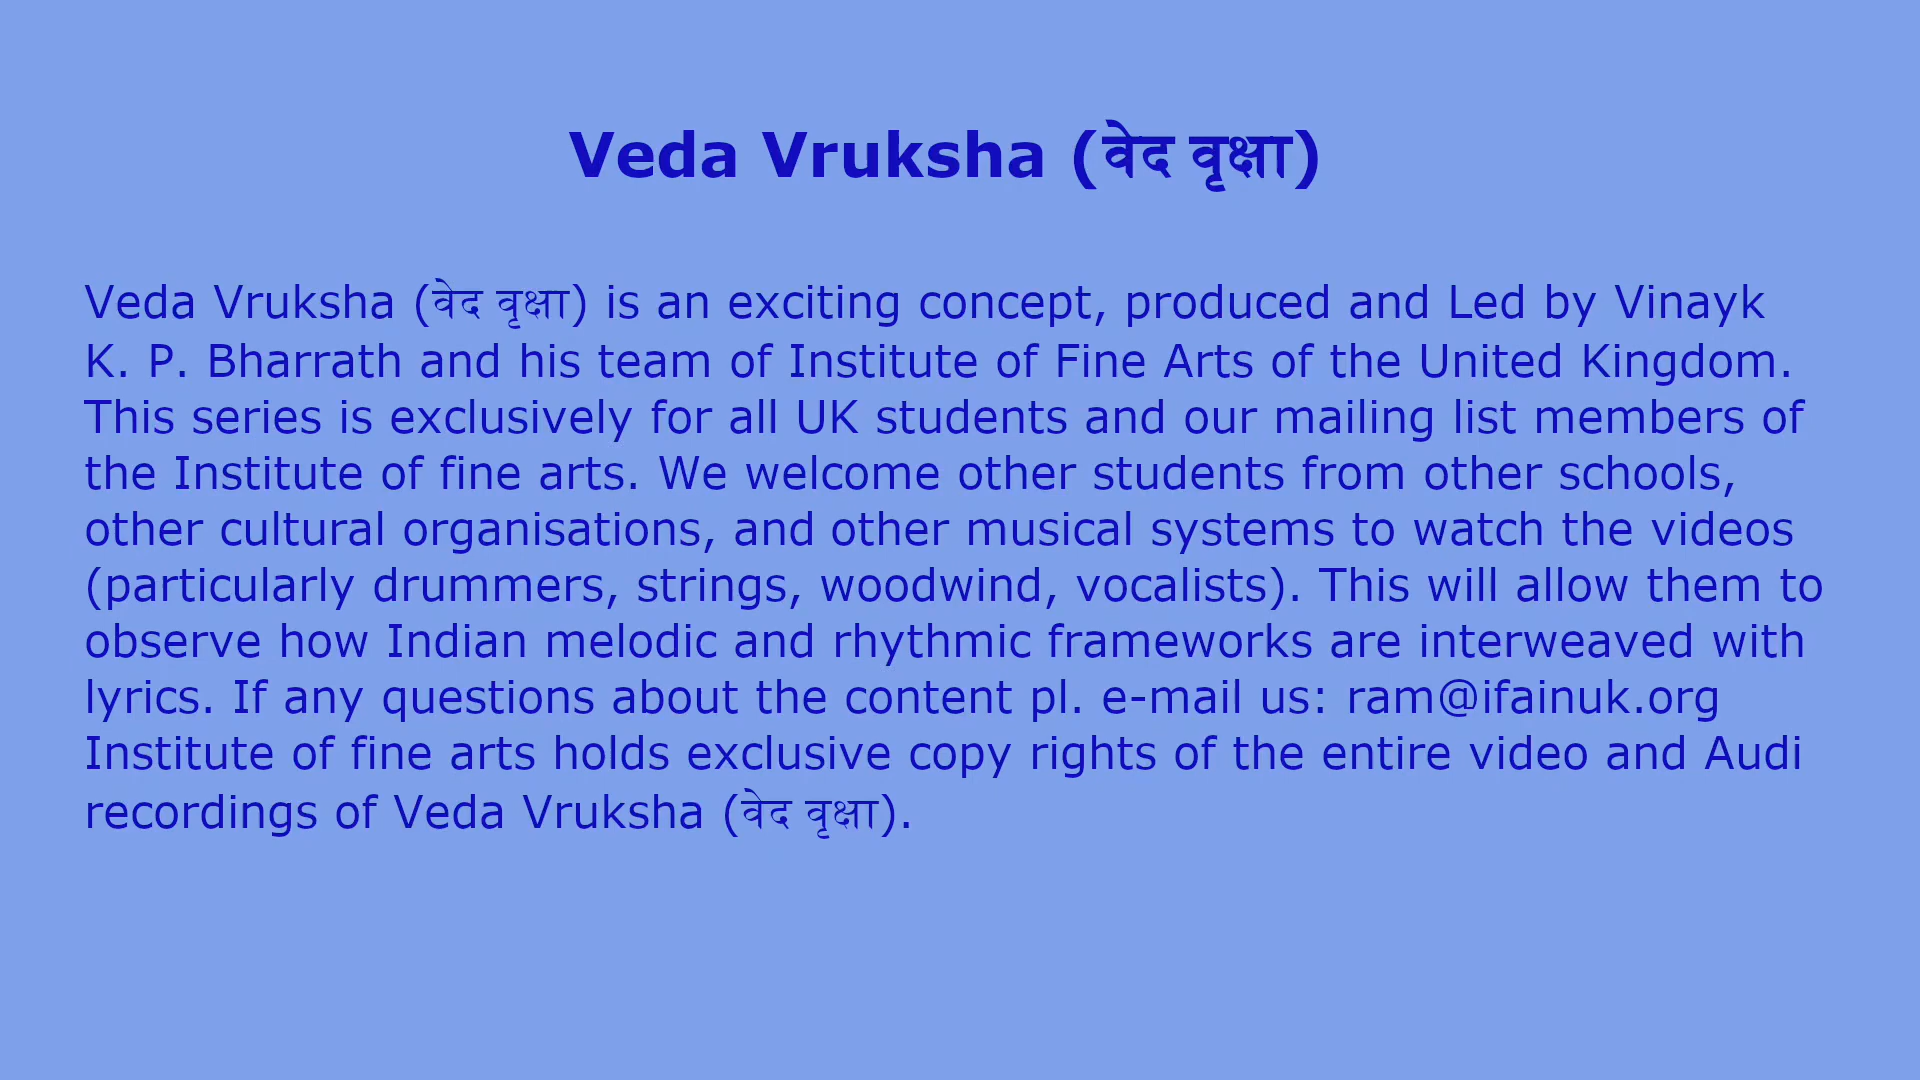 Veda Vruksha (वेद वृक्षा)
Veda Vruksha (वेद वृक्षा) is an exciting concept, produced and Led by Vinayk
K. P. Bharrath and his team of Institute of Fine Arts of the United Kingdom.
This series is exclusively for all UK students and our mailing list members of
the Institute of fine arts. We welcome other students from other schools,
other cultural organisations, and other musical systems to watch the videos
(particularly drummers, strings, woodwind, vocalists). This will allow them to
observe how Indian melodic and rhythmic frameworks are interweaved with
lyrics. If any questions about the content pl. e-mail us: ram@ifainuk.org
Institute of fine arts holds exclusive copy rights of the entire video and Audi
recordings of Veda Vruksha (वेद वृक्षा).